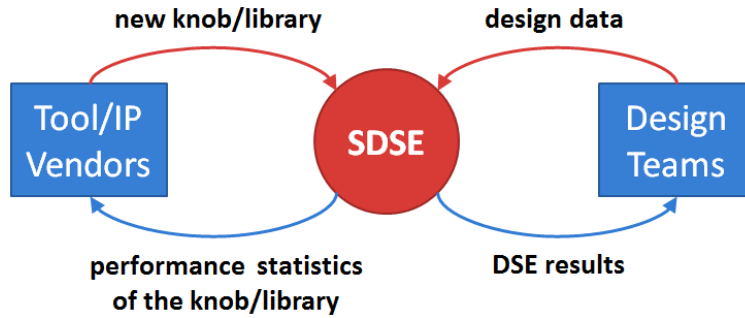 new knob/library
design data
Tool/IP
Vendors
SDSE
Design
Teams
performance statistics
of the knob/library
DSE results